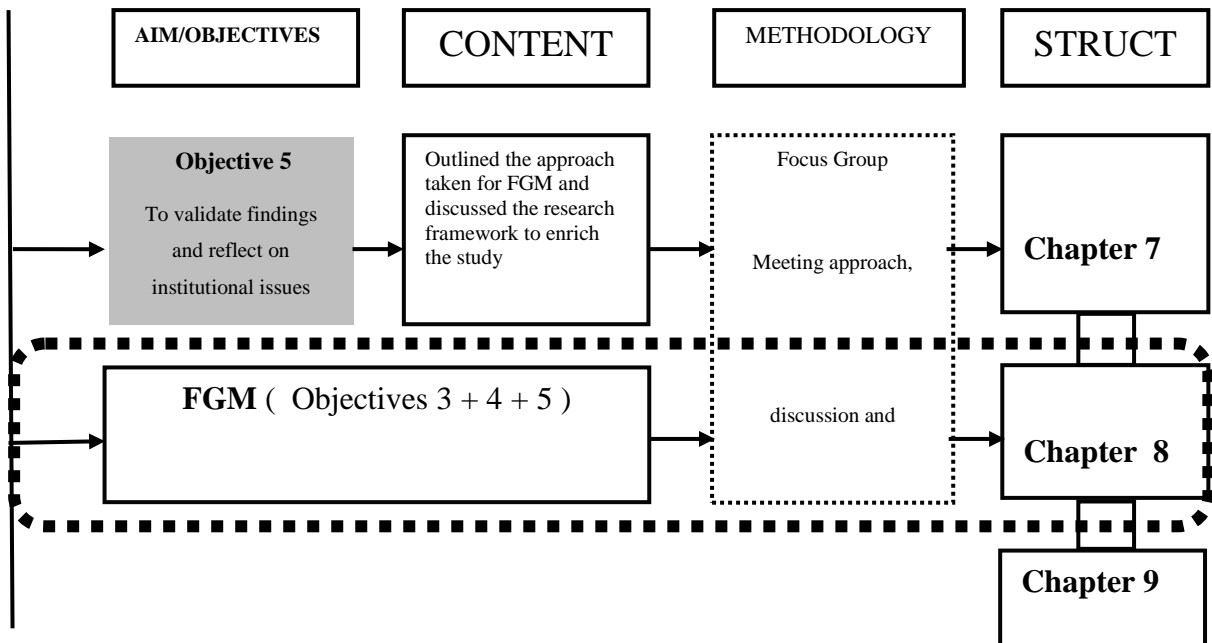 AIM/OBJECTIVES
CONTENT
METHODOLOGY
STRUCT
Objective 5
To validate findings
and reflect on
institutional issues
Outlined the approach
taken for FGM and
discussed the research
framework to enrich
the study
Focus Group
Meeting approach,
discussion and
Chapter 7
FGM ( Objectives 3 + 4 + 5 )
Chapter 8
Chapter 9